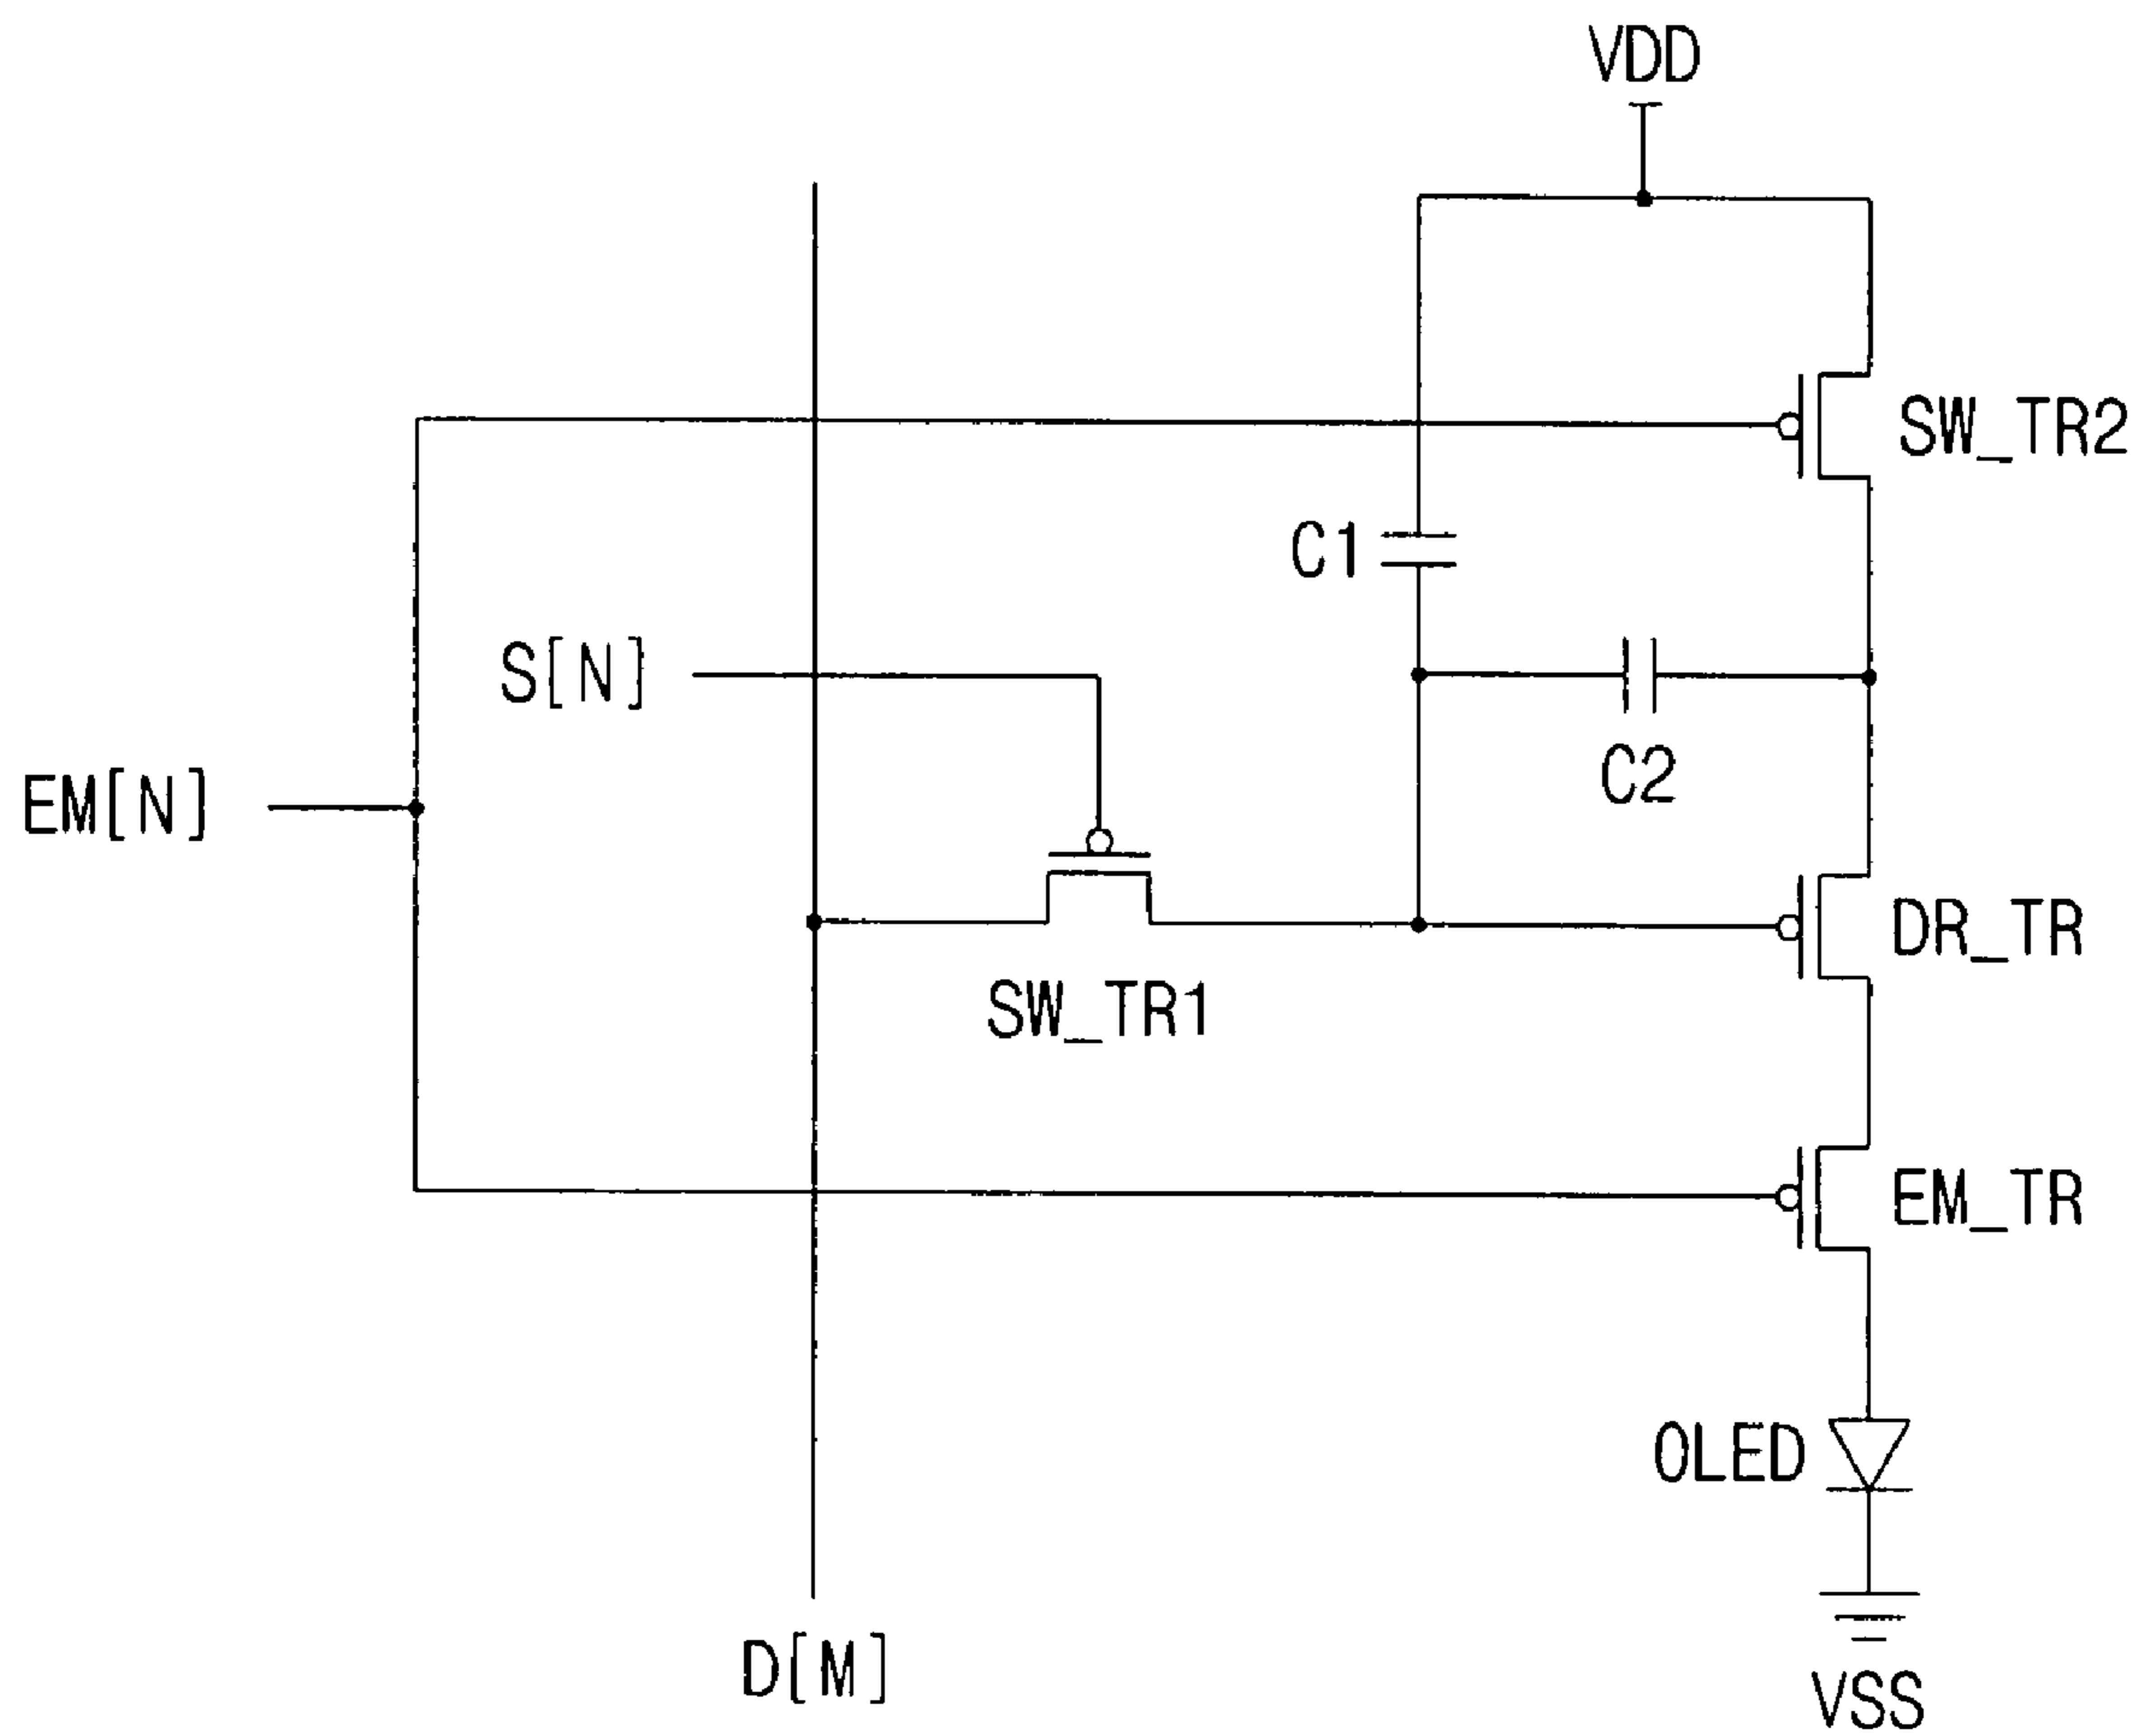 VDD
SW_TR2
C1
S[N]
C2
EM[N]
DR_TR
SW_TR1
EM_TR
OLED
D[M]
VSS